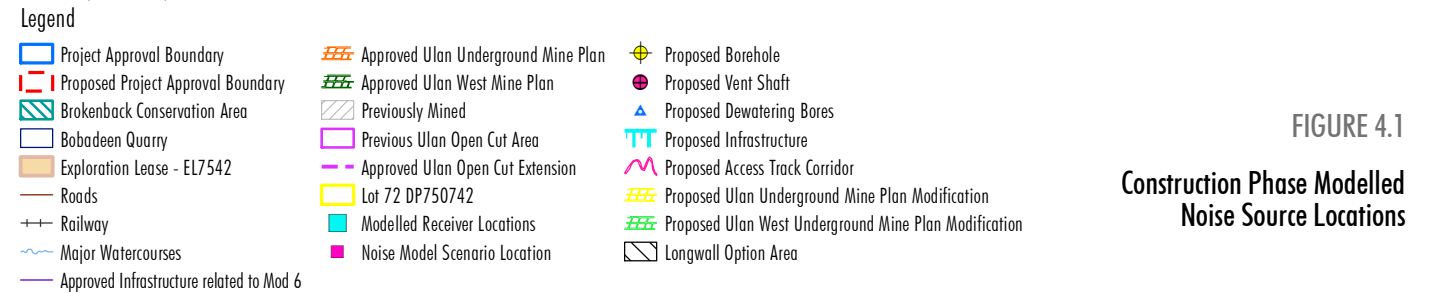 Legend
Project Approval Boundary
Proposed Project Approval Boundary
Brokenback Conservation Area
Bobadeen Quarry
Exploration Lease - EL7542
Roads
Railway
Major Watercourses
Approved Infrastructure related to Mod 6
Approved Ulan Underground Mine Plan
Approved Ulan West Mine Plan
Previously Mined
Previous Ulan Open Cut Area
Approved Ulan Open Cut Extension
Lot 72 DP750742
Modelled Receiver Locations
Noise Model Scenario Location
Proposed Borehole
Proposed Vent Shaft
Proposed Dewatering Bores
Proposed Infrastructure
Proposed Access Track Corridor
Proposed Ulan Underground Mine Plan Modification
Proposed Ulan West Underground Mine Plan Modification
Longwall Option Area
FIGURE 4.1
Construction Phase Modelled
Noise Source Locations